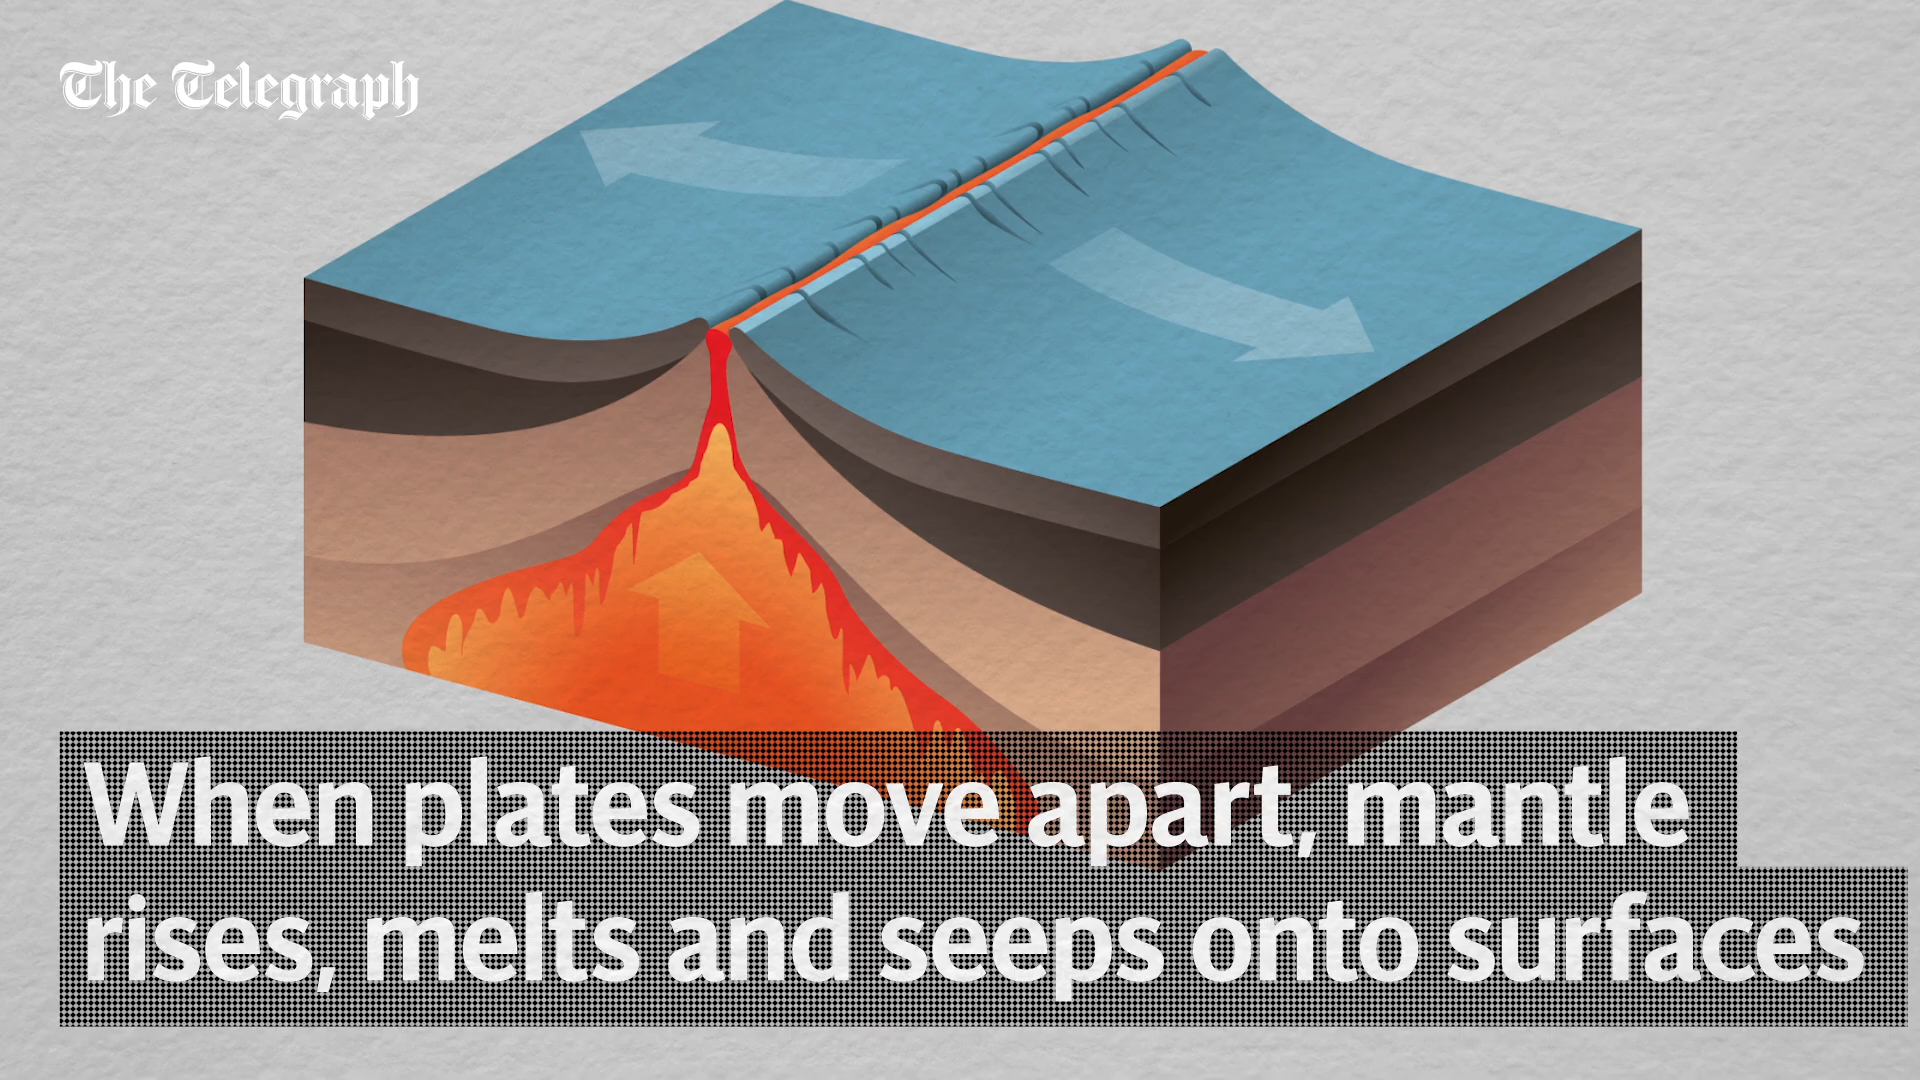 The Telegraph
When plates move apart, mantle
rises, melts and seeps onto surfaces